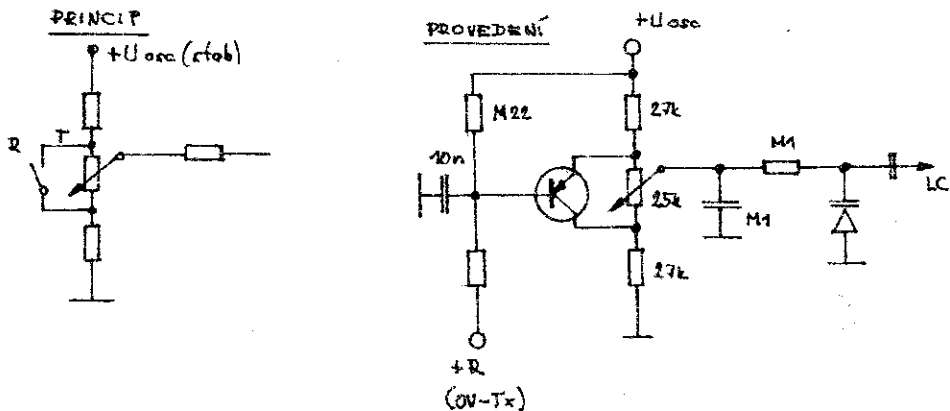 PRINCIP
+U osc (stab)
R
T
PROVEDENÍ
+U osc
M22
27k
10n
M1
25k
M1
LC
27k
+R
(0V-Tx)